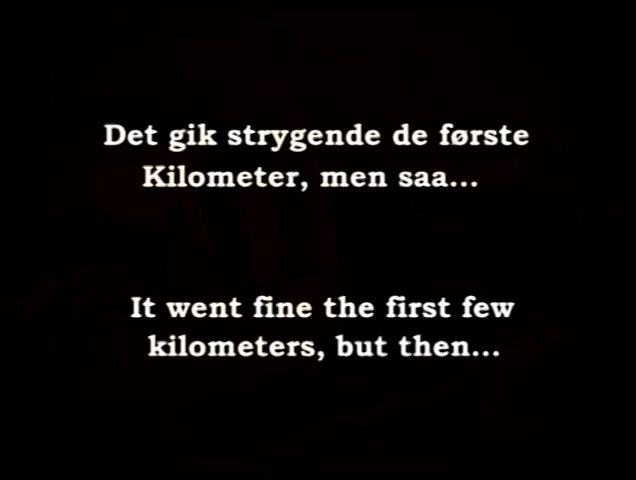 Det gik strygende de første
Kilometer, men saa...
It went fine the first few
kilometers, but then...